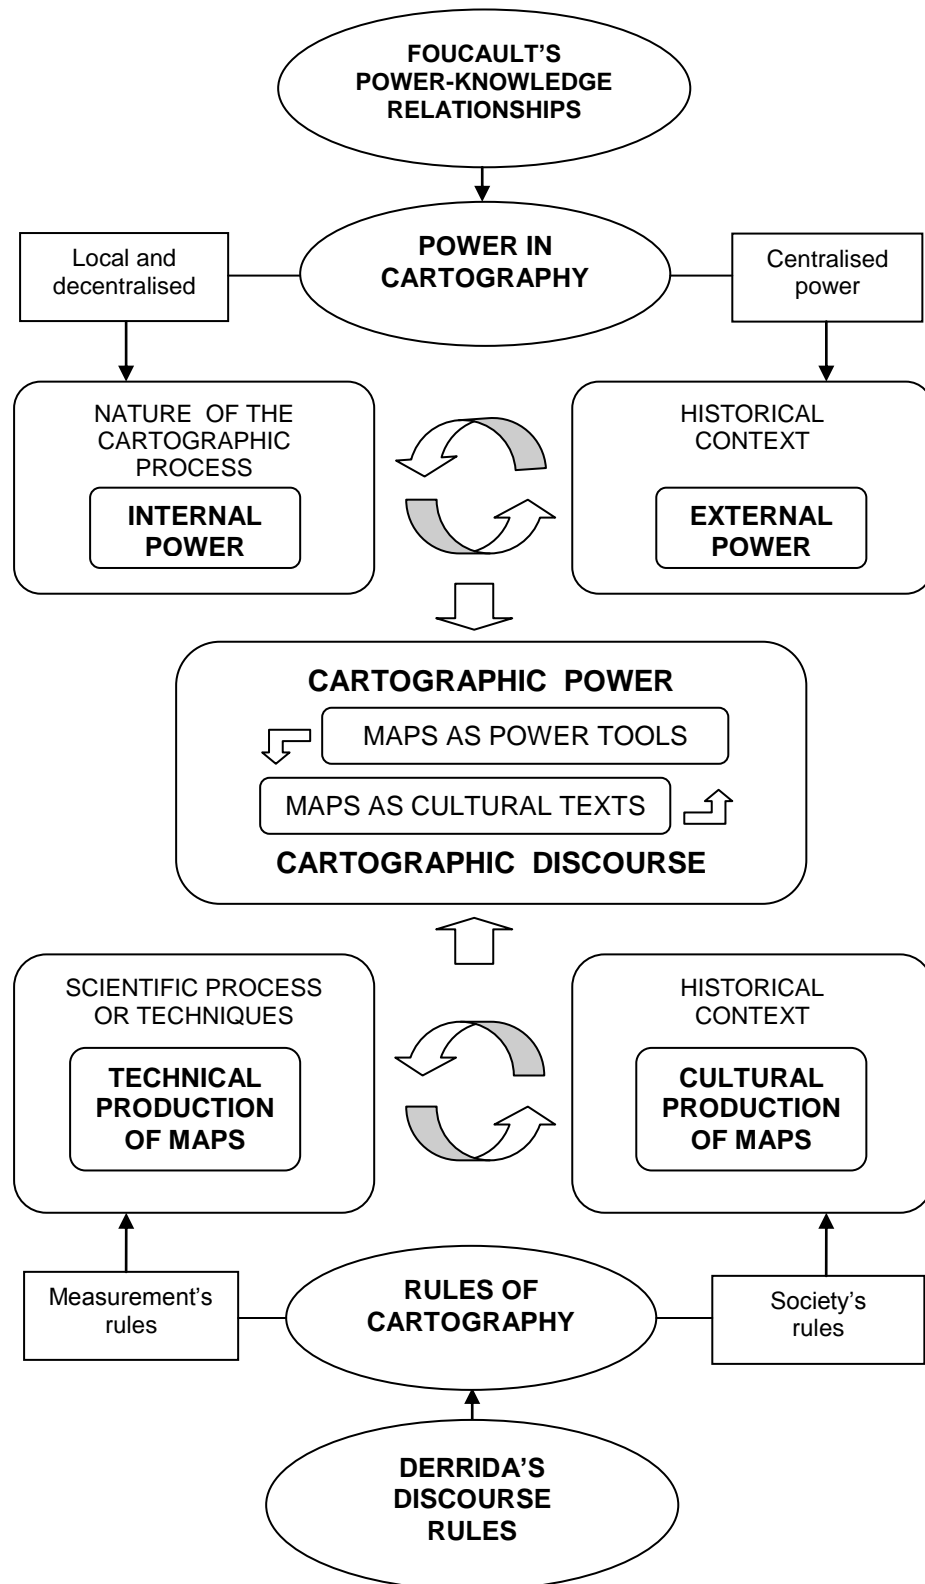 FOUCAULT'S
POWER-KNOWLEDGE
RELATIONSHIPS
POWER IN
CARTOGRAPHY
Local and
decentralised
Centralised
power
NATURE OF THE
CARTOGRAPHIC
PROCESS
INTERNAL
POWER
HISTORICAL
CONTEXT
EXTERNAL
POWER
CARTOGRAPHIC POWER
MAPS AS POWER TOOLS
MAPS AS CULTURAL TEXTS
CARTOGRAPHIC DISCOURSE
SCIENTIFIC PROCESS
OR TECHNIQUES
TECHNICAL
PRODUCTION
OF MAPS
HISTORICAL
CONTEXT
CULTURAL
PRODUCTION
OF MAPS
Measurement's
rules
RULES OF
CARTOGRAPHY
Society's
rules
DERRIDA'S
DISCOURSE
RULES